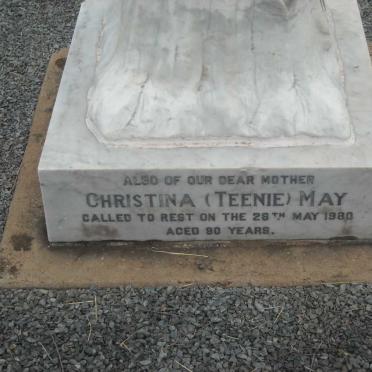 ALSO OF OUR DEAR MOTHER
CHRISTINA (TEENIE) MAY
CALLED TO REST ON THE 28TH MAY 1980
AGED 90 YEARS.